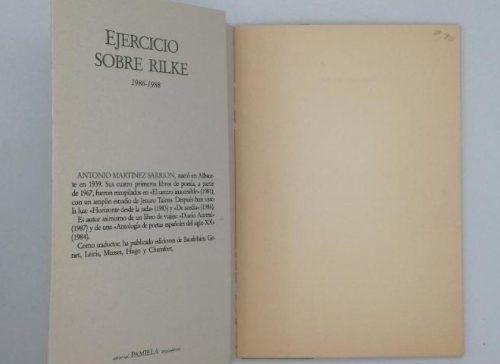 EJERCICIO
SOBRE RILKE
1986-1988
ANTONIO MARTINEZ SARRION, nació en Albace-
te en 1939. Sus cuatro primeros libros de poesía, a partir
de 1967, fueron recopilados en «El centro inaccesible» (1981),
con un amplio estudio de Jenaro Talens. Después han visto
la luz: «Horizonte desde la rada» (1983) y «De acedía» (1986).
Es autor asimismo de un libro de viajes: «Diario Austral»
(1987) y de una «Antología de poetas españoles del siglo XX»
(1984).
Como traductor, ha publicado ediciones de Baudelaire, Ge-
net, Leiris, Musset, Hugo y Chamfort.
editorial PAMIELA